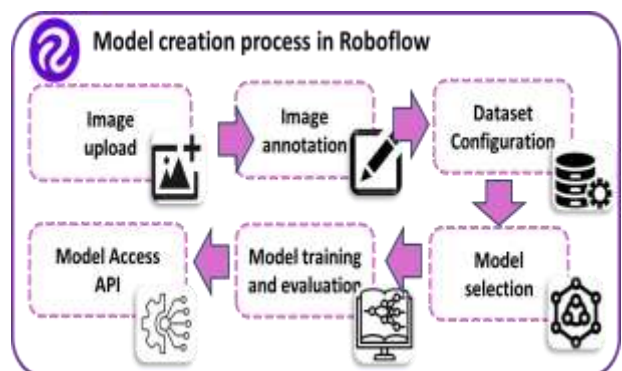 Model creation process in Roboflow
Image
upload
Image
annotation
Dataset
Configuration
Model Access
API
Model training
and evaluation
Model
selection